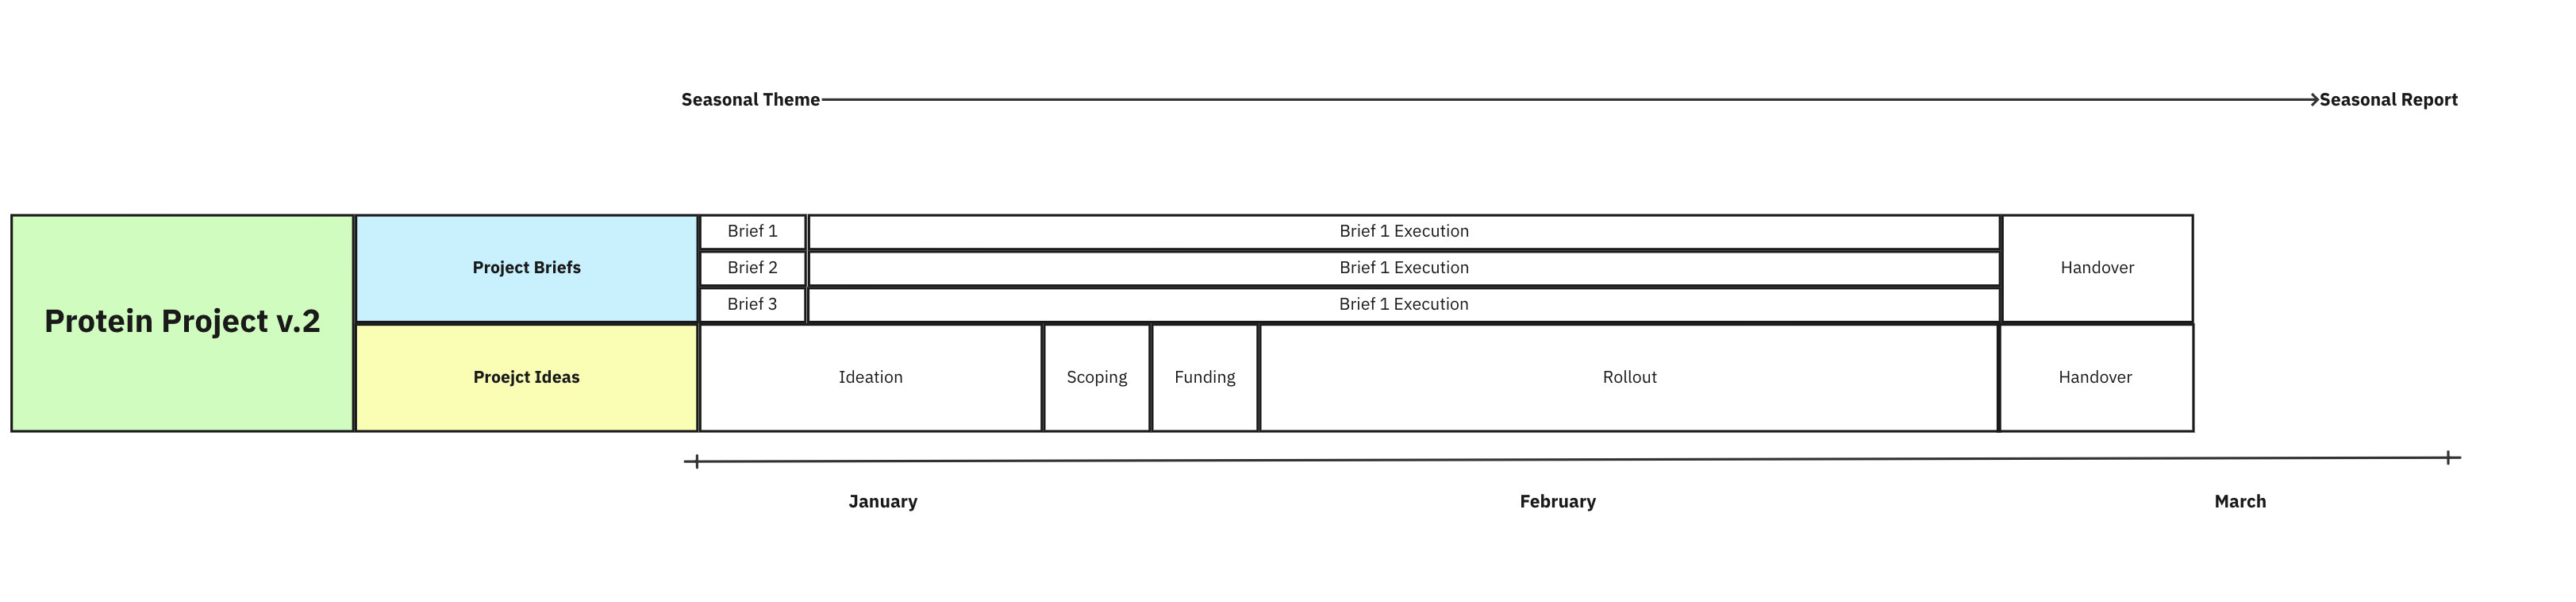 Seasonal Theme
Seasonal Report
Protein Project v.2
Project Briefs
Brief 1
Brief 1 Execution
Brief 2
Brief 1 Execution
Brief 3
Brief 1 Execution
Handover
Proejct Ideas
Ideation
Scoping
Funding
Rollout
Handover
January
February
March